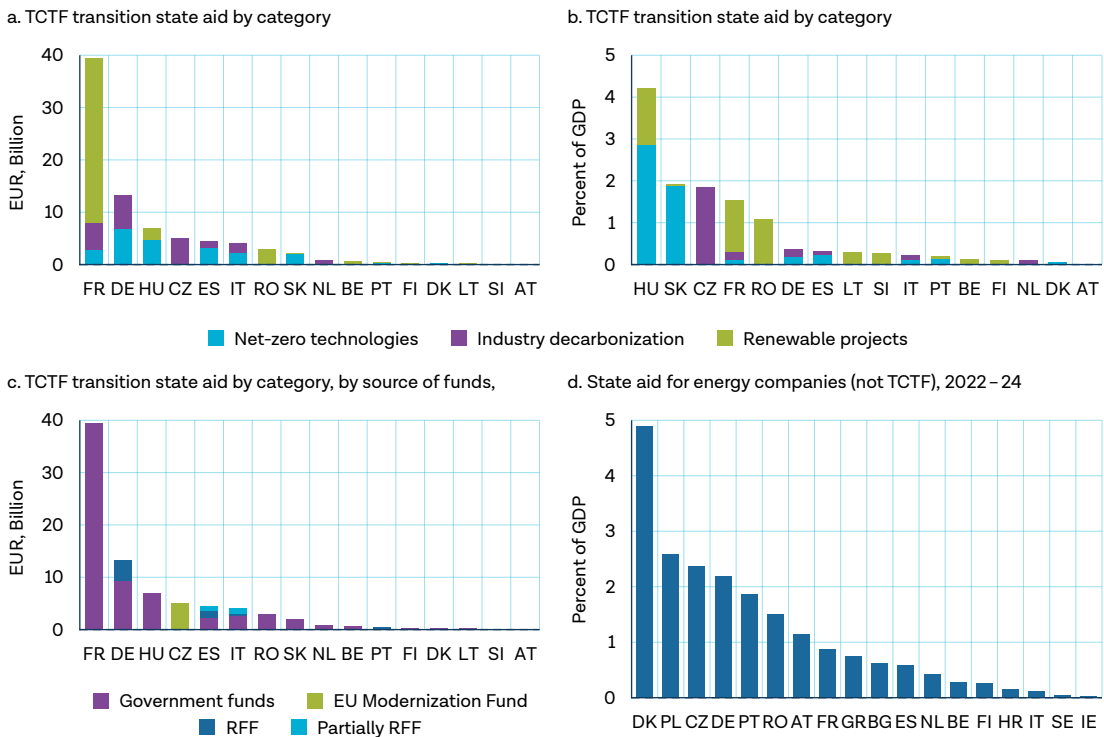 a. TCTF transition state aid by category
EUR, Billion
40
30
20
10
0
FR DE HU CZ ES IT RO SK NL BE PT FI DK LT SI AT
b. TCTF transition state aid by category
Percent of GDP
5
4
3
2
1
0
HU SK CZ FR RO DE ES LT SI IT PT BE FI NL DK AT
Net-zero technologies Industry decarbonization Renewable projects
c. TCTF transition state aid by category, by source of funds,
EUR, Billion
40
30
20
10
0
FR DE HU CZ ES IT RO SK NL BE PT FI DK LT SI AT
Government funds EU Modernization Fund
RFF Partially RFF
d. State aid for energy companies (not TCTF), 2022 – 24
Percent of GDP
5
4
3
2
1
0
DK PL CZ DE PT RO AT FR GR BG ES NL BE FI HR IT SE IE